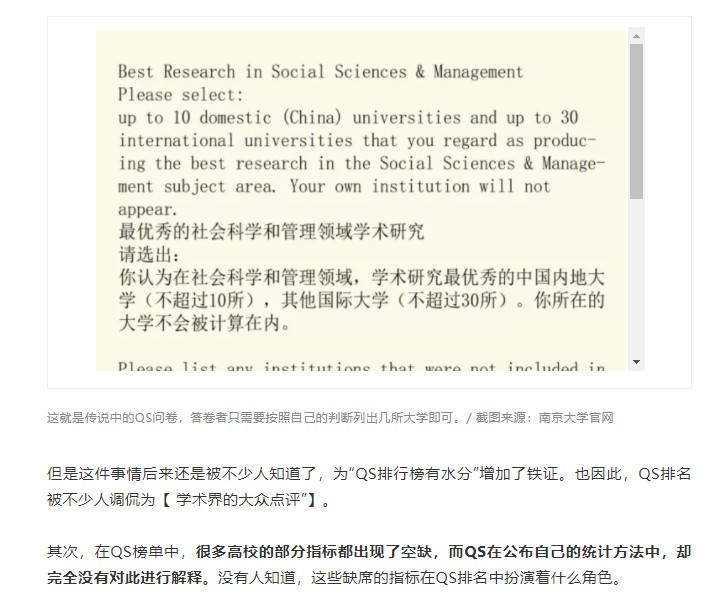 Best Research in Social Sciences & Management
Please select:
up to 10 domestic (China) universities and up to 30
international universities that you regard as produc-
ing the best research in the Social Sciences & Manage-
ment subject area. Your own institution will not
appear.
最优秀的社会科学和管理领域学术研究
请选出：
你认为在社会科学和管理领域，学术研究最优秀的中国内地大
学（不超过10所），其他国际大学（不超过30所）。你所在的
大学不会被计算在内。
Please list any institutions that were not included in
这就是传说中的QS问卷，答卷者只需要按照自己的判断列出几所大学即可。/ 截图来源：南京大学官网
但是这件事情后来还是被不少人知道了，为“QS排行榜有水分”增加了铁证。也因此，QS排名
被不少人调侃为【 学术界的大众点评”】。
其次，在QS榜单中，很多高校的部分指标都出现了空缺，而QS在公布自己的统计方法中，却
完全没有对此进行解释。没有人知道，这些缺席的指标在QS排名中扮演着什么角色。